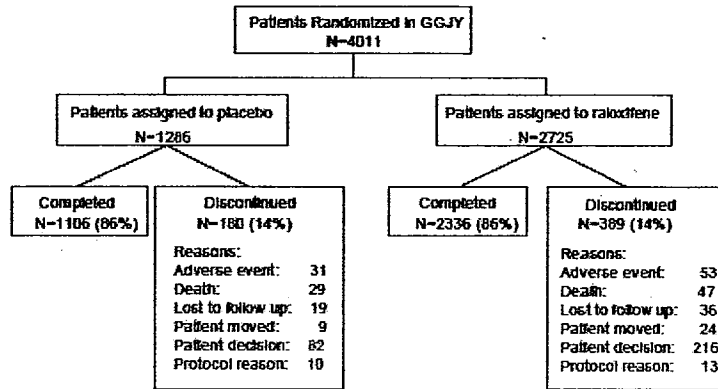 Patients Randomized in GGJY
N=4011
Patients assigned to placebo
N=1286
Patients assigned to raloxifene
N=2725
Completed
N=1106 (86%)
Discontinued
N=180 (14%)
Reasons:
Adverse event: 31
Death: 29
Lost to follow up: 19
Patient moved: 9
Patient decision: 82
Protocol reason: 10
Completed
N=2336 (86%)
Discontinued
N=389 (14%)
Reasons:
Adverse event: 53
Death: 47
Lost to follow up: 36
Patient moved: 24
Patient decision: 216
Protocol reason: 13